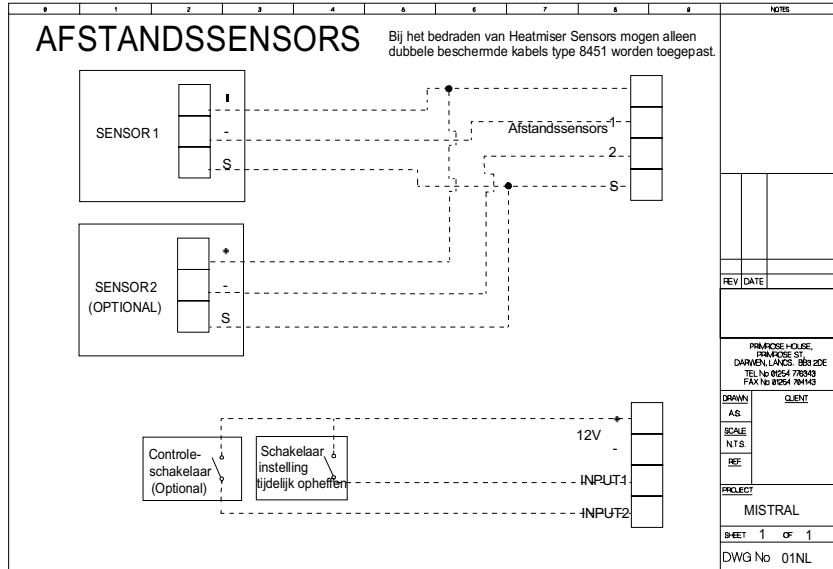 0 1 2 3 4 5 6 7 8 9
NOTES
AFSTANDSSENSORS
Bij het bedraden van Heatmiser Sensors mogen alleen
dubbele beschermde kabels type 8451 worden toegepast.
SENSOR 1
-
S
Afstandssensors 1
2
S
SENSOR 2
(OPTIONAL)
+
-
S
REV DATE
PRIMROSE HOUSE,
PRIMROSE ST,
DARWEN, LANCS. BB3 2DE
TEL No 01254 776343
FAX No 01254 704143
DRAWN
A.S.
CLIENT
SCALE
N.T.S.
REF
PROJECT
MISTRAL
SHEET 1 OF 1
DWG No 01NL
Controle-
schakelaar
(Optional)
Schakelaar
instelling
tijdelijk opheffen
+
12V
-
INPUT1
INPUT2